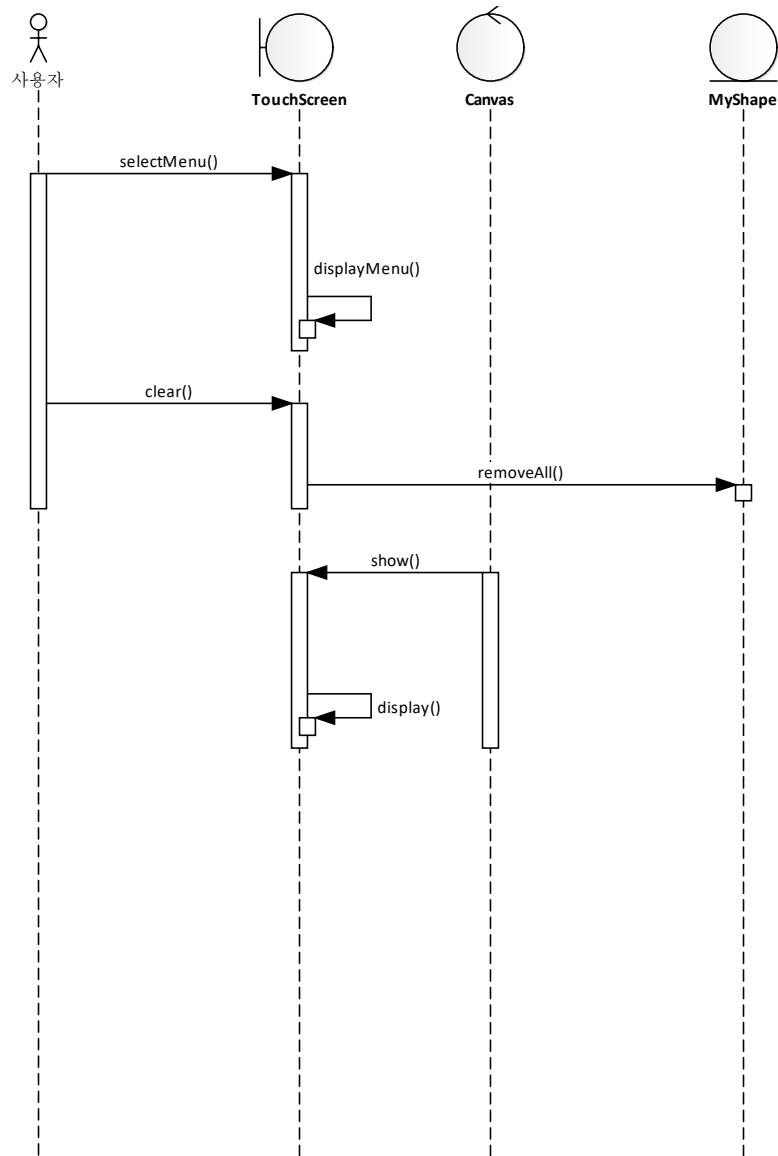 사용자
TouchScreen
Canvas
MyShape
selectMenu()
displayMenu()
clear()
removeAll()
show()
display()